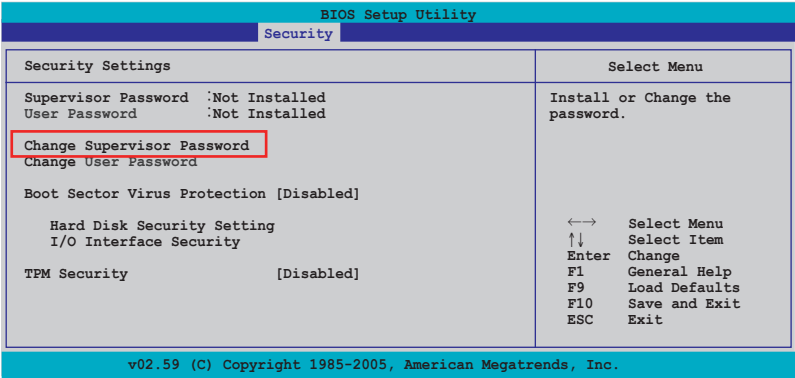 BIOS Setup Utility
Security
Security Settings
Supervisor Password :Not Installed
User Password :Not Installed
Change Supervisor Password
Change User Password
Boot Sector Virus Protection [Disabled]
Hard Disk Security Setting
I/O Interface Security
TPM Security [Disabled]
Select Menu
Install or Change the
password.
←→ Select Menu
↑↓ Select Item
Enter Change
F1 General Help
F9 Load Defaults
F10 Save and Exit
ESC Exit
v02.59 (C) Copyright 1985-2005, American Megatrends, Inc.